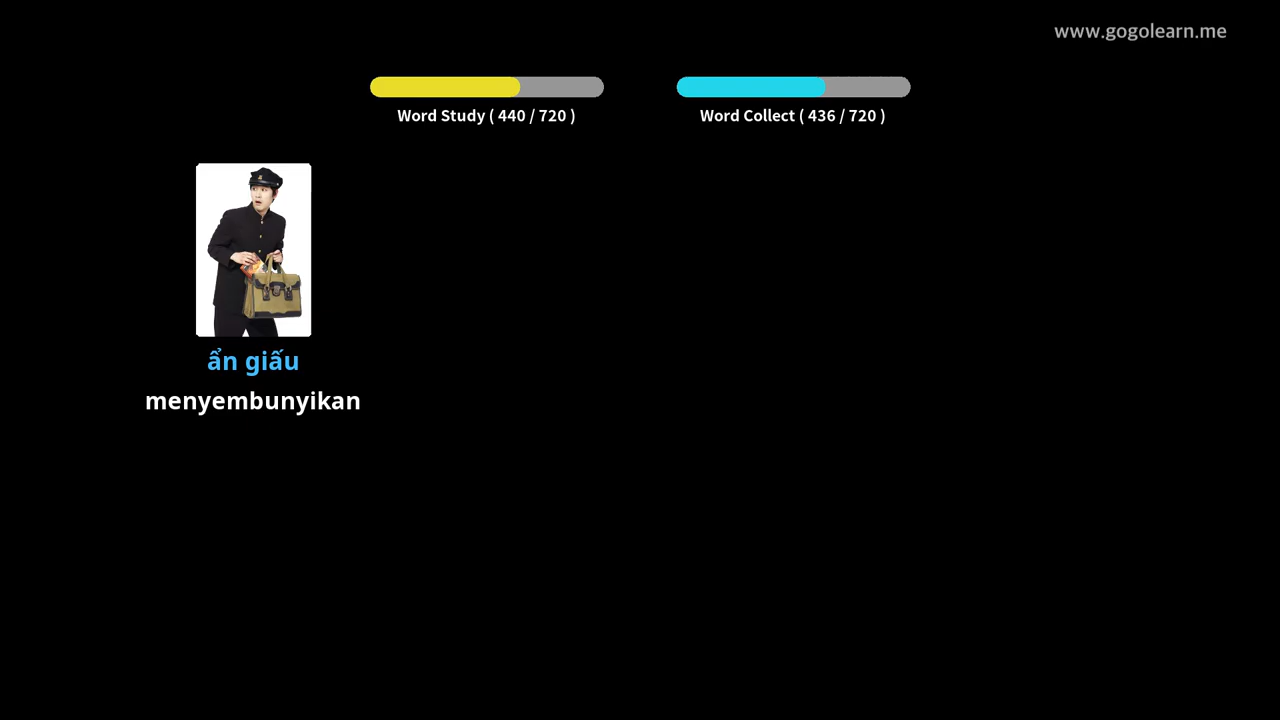 www.gogolearn.me
Word Study ( 440 / 720 )
Word Collect ( 436 / 720 )
ẩn giấu
menyembunyikan